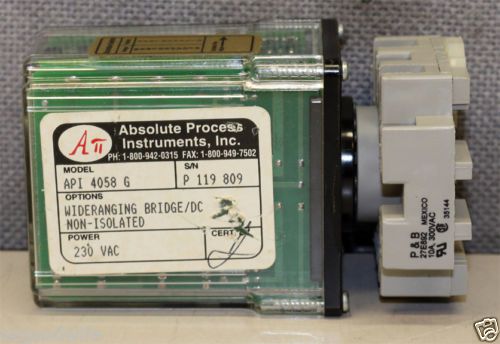 Aπ
Absolute Process
Instruments, Inc.
PH: 1-800-942-0315 FAX: 1-800-949-7502
MODEL
S/N
API 4058 G
P 119 809
OPTIONS
WIDERANGING BRIDGE/DC
NON-ISOLATED
POWER
CERT.
230 VAC
P & B
27E892 MEXICO
10A 300VAC
35144